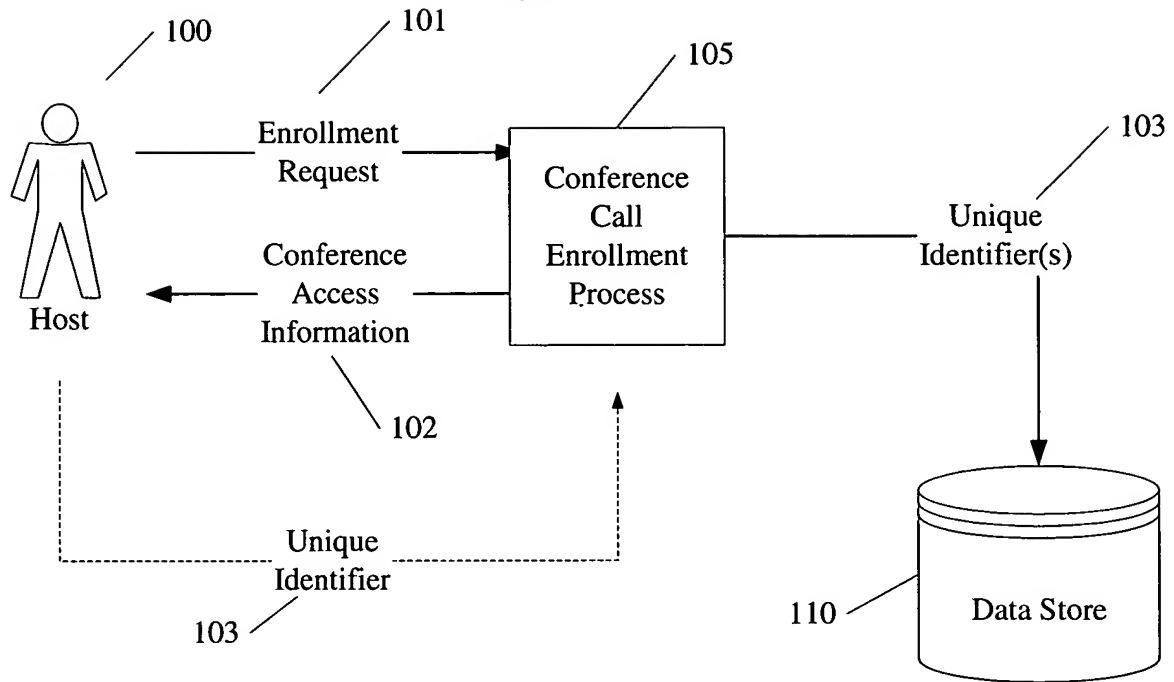 100
101
105
103
Enrollment
Request
Conference
Call
Enrollment
Process
Unique
Identifier(s)
Conference
Access
Information
Host
102
Unique
Identifier
103
110
Data Store